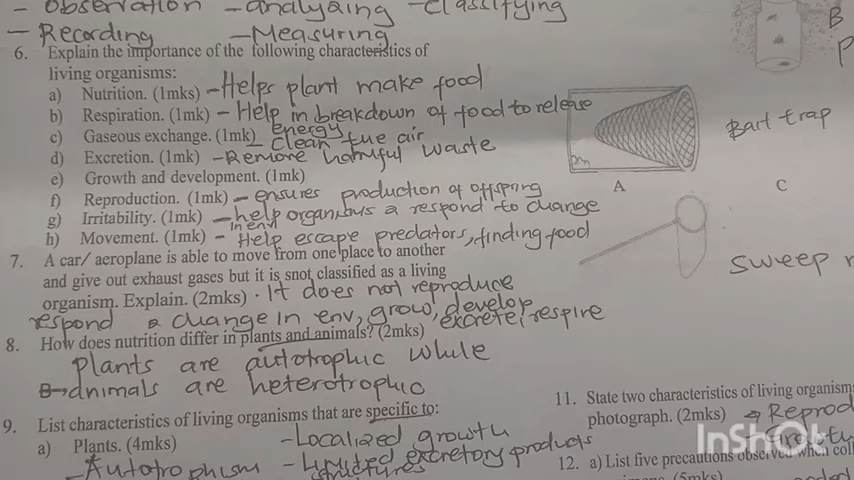 - Observation - analyzing - classifying
- Recording - Measuring
6. Explain the importance of the following characteristics of
living organisms:
a) Nutrition. (1mks) - Helps plant make food
b) Respiration. (1mk) - Help in breakdown of food to release
energy
c) Gaseous exchange. (1mk) - clean the air
d) Excretion. (1mk) - Remove harmful waste
e) Growth and development. (1mk)
f) Reproduction. (1mk) - ensures production of offspring
g) Irritability. (1mk) - help organisms a respond to change
in env
h) Movement. (1mk) - Help escape predators, finding food
7. A car/ aeroplane is able to move from one place to another
and give out exhaust gases but it is snot classified as a living
organism. Explain. (2mks) . It does not reproduce
respond a change in env, grow, develop
excrete, respire
8. How does nutrition differ in plants and animals? (2mks)
Plants are autotrophic while
animals are heterotrophic
9. List characteristics of living organisms that are specific to:
a) Plants. (4mks) - Localized growth
- Autotrophism - Limited excretory products
structures
B
P
Bart trap
A
C
sweep
11. State two characteristics of living organism
photograph. (2mks) Reprod
12. a) List five precautions observed when coll
(5mks)
InShOt